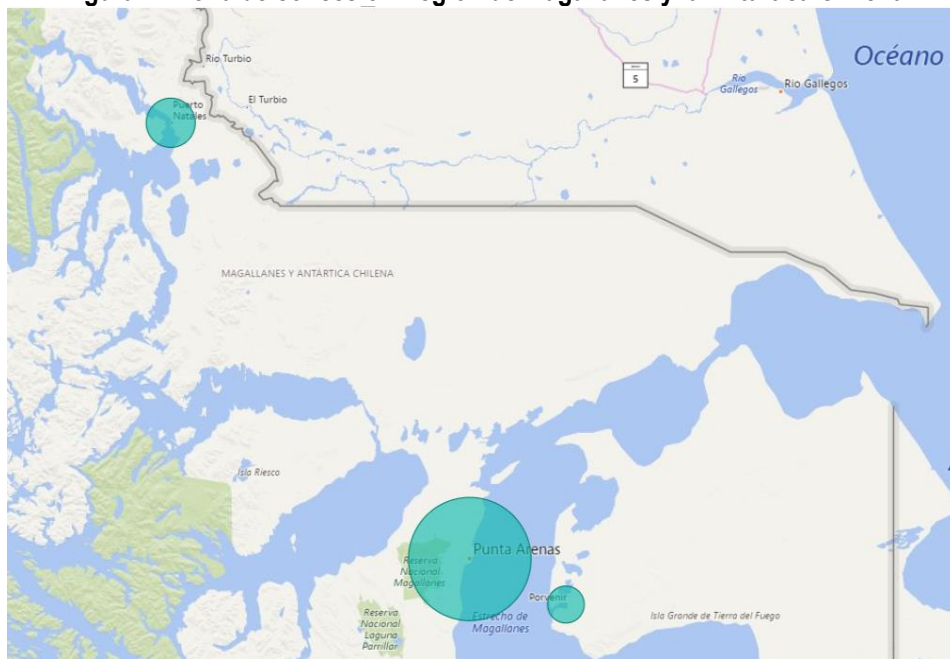 Río Turbio
El Turbio
Puerto
Natales
5
Río
Gallegos
Río Gallegos
Océano
MAGALLANES Y ANTÁRTICA CHILENA
Isla Riesco
Punta Arenas
Reserva
Nacional
Magallanes
Porvenir
Estrecho de
Magallanes
Isla Grande de Tierra del Fuego
Reserva
Nacional
Laguna
Parrillar